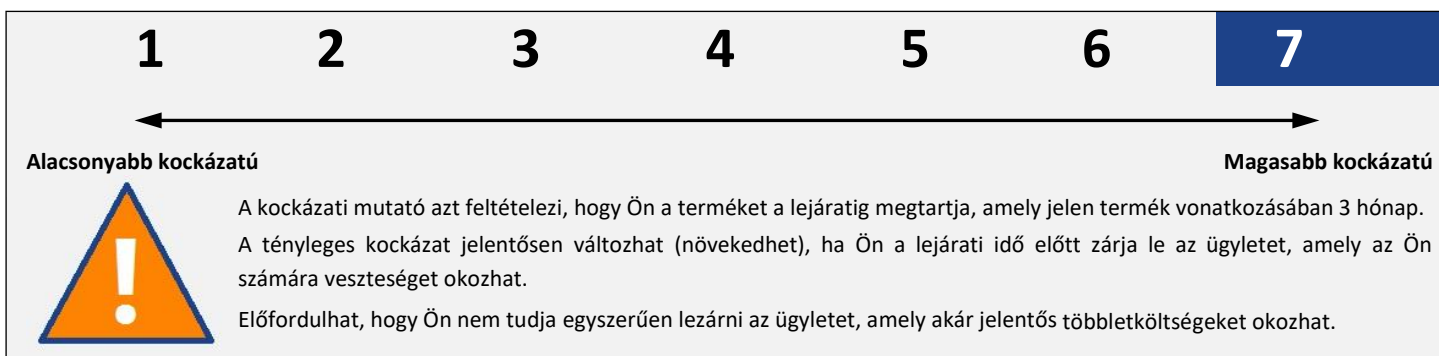 1 2 3 4 5 6 7
Alacsonyabb kockázatú Magasabb kockázatú
A kockázati mutató azt feltételezi, hogy Ön a terméket a lejáratig megtartja, amely jelen termék vonatkozásában 3 hónap.
A tényleges kockázat jelentősen változhat (növekedhet), ha Ön a lejárati idő előtt zárja le az ügyletet, amely az Ön
számára veszteséget okozhat.
Előfordulhat, hogy Ön nem tudja egyszerűen lezárni az ügyletet, amely akár jelentős többletköltségeket okozhat.